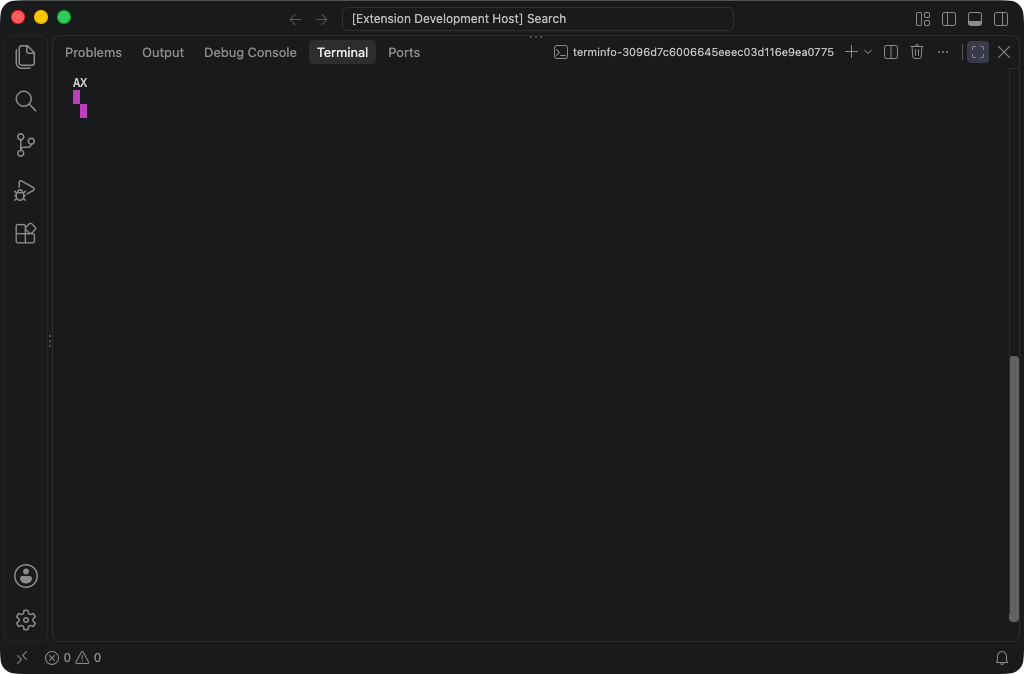 [Extension Development Host] Search
Problems Output Debug Console Terminal Ports terminfo-3096d7c6006645eeec03d116e9ea0775
AX
0 0